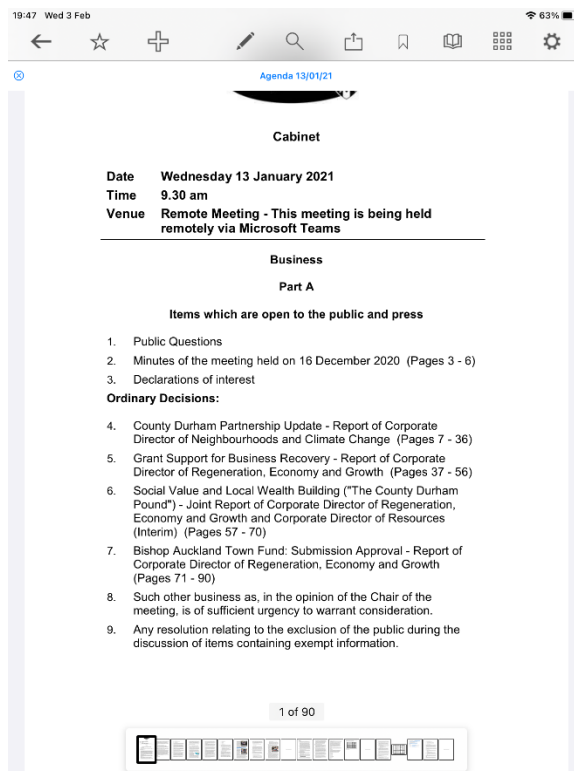 19:47 Wed 3 Feb 63%
Agenda 13/01/21
Cabinet
Date Wednesday 13 January 2021
Time 9.30 am
Venue Remote Meeting - This meeting is being held
remotely via Microsoft Teams
Business
Part A
Items which are open to the public and press
1. Public Questions
2. Minutes of the meeting held on 16 December 2020 (Pages 3 - 6)
3. Declarations of interest
Ordinary Decisions:
4. County Durham Partnership Update - Report of Corporate
Director of Neighbourhoods and Climate Change (Pages 7 - 36)
5. Grant Support for Business Recovery - Report of Corporate
Director of Regeneration, Economy and Growth (Pages 37 - 56)
6. Social Value and Local Wealth Building ("The County Durham
Pound") - Joint Report of Corporate Director of Regeneration,
Economy and Growth and Corporate Director of Resources
(Interim) (Pages 57 - 70)
7. Bishop Auckland Town Fund: Submission Approval - Report of
Corporate Director of Regeneration, Economy and Growth
(Pages 71 - 90)
8. Such other business as, in the opinion of the Chair of the
meeting, is of sufficient urgency to warrant consideration.
9. Any resolution relating to the exclusion of the public during the
discussion of items containing exempt information.
1 of 90